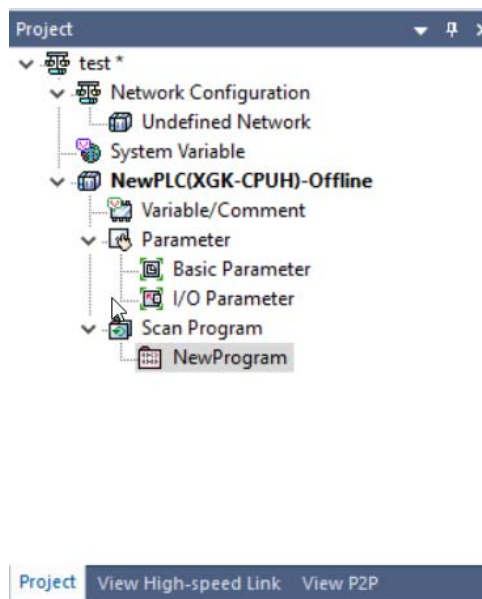 Project
test *
Network Configuration
Undefined Network
System Variable
NewPLC(XGK-CPUH)-Offline
Variable/Comment
Parameter
Basic Parameter
I/O Parameter
Scan Program
NewProgram
Project View High-speed Link View P2P